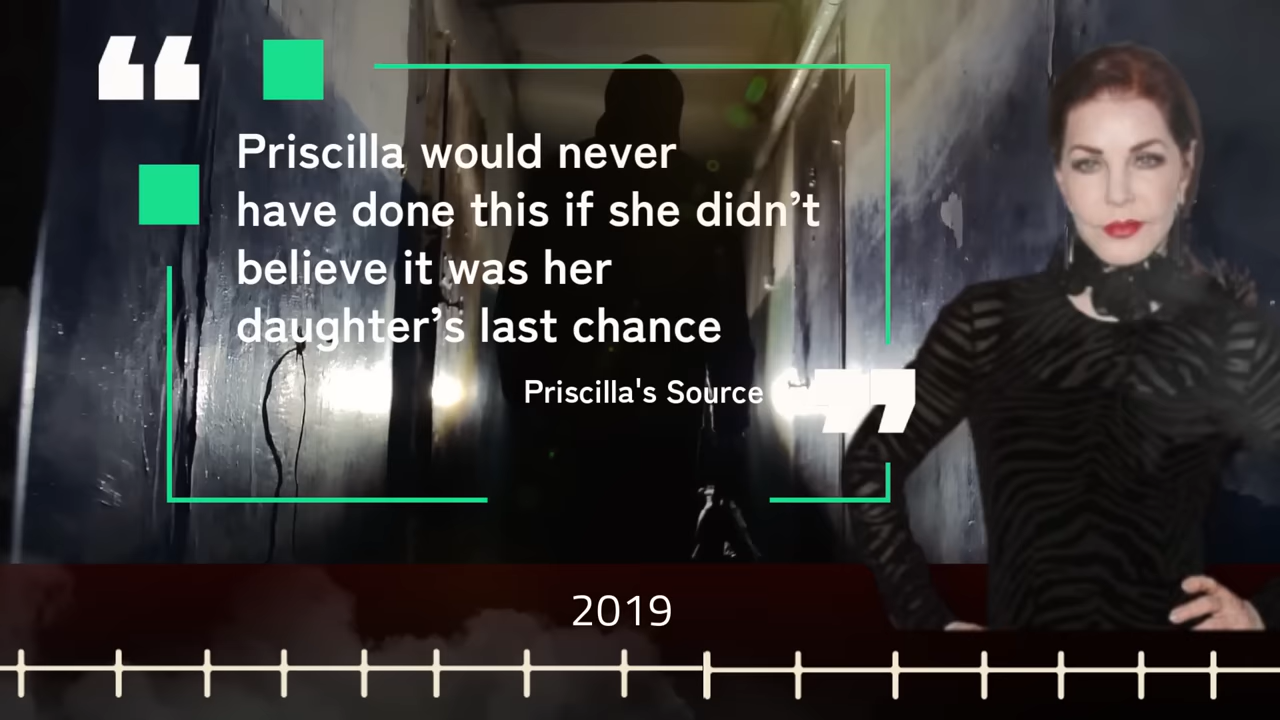 “
Priscilla would never
have done this if she didn’t
believe it was her
daughter’s last chance
Priscilla's Source ”
2019